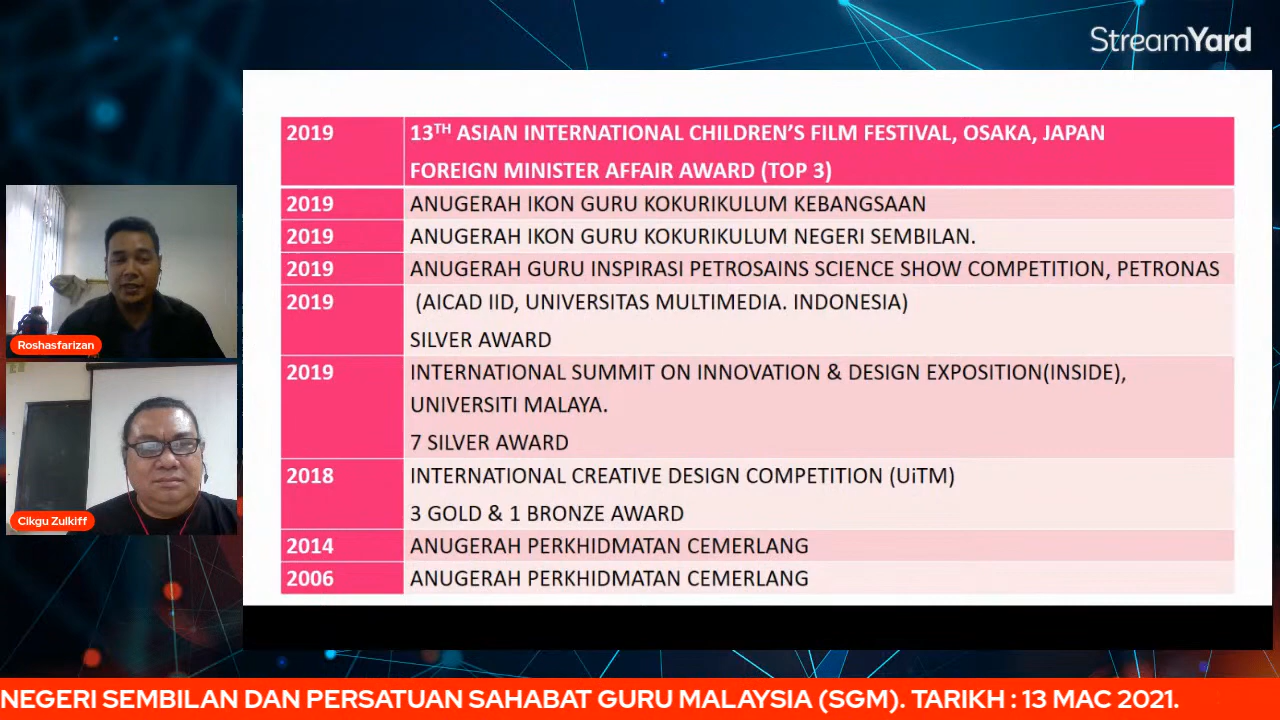 StreamYard
2019 13TH ASIAN INTERNATIONAL CHILDREN'S FILM FESTIVAL, OSAKA, JAPAN
FOREIGN MINISTER AFFAIR AWARD (TOP 3)
2019 ANUGERAH IKON GURU KOKURIKULUM KEBANGSAAN
2019 ANUGERAH IKON GURU KOKURIKULUM NEGERI SEMBILAN.
2019 ANUGERAH GURU INSPIRASI PETROSAINS SCIENCE SHOW COMPETITION, PETRONAS
2019 (AICAD IID, UNIVERSITAS MULTIMEDIA. INDONESIA)
SILVER AWARD
2019 INTERNATIONAL SUMMIT ON INNOVATION & DESIGN EXPOSITION(INSIDE),
UNIVERSITI MALAYA.
7 SILVER AWARD
2018 INTERNATIONAL CREATIVE DESIGN COMPETITION (UiTM)
3 GOLD & 1 BRONZE AWARD
2014 ANUGERAH PERKHIDMATAN CEMERLANG
2006 ANUGERAH PERKHIDMATAN CEMERLANG
Roshasfarizan
Cikgu Zulkiff
NEGERI SEMBILAN DAN PERSATUAN SAHABAT GURU MALAYSIA (SGM). TARIKH : 13 MAC 2021.